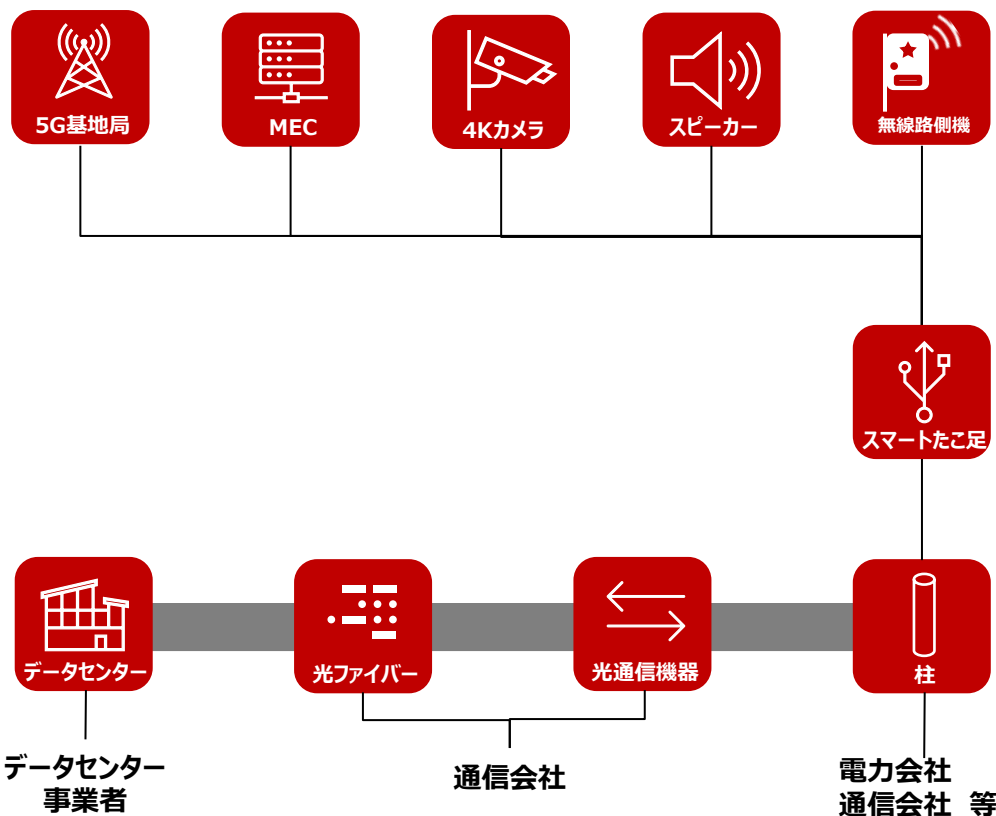 5G基地局
MEC
4Kカメラ
スピーカー
無線路側機
スマートたこ足
データセンター
光ファイバー
光通信機器
柱
データセンター
事業者
通信会社
電力会社
通信会社 等